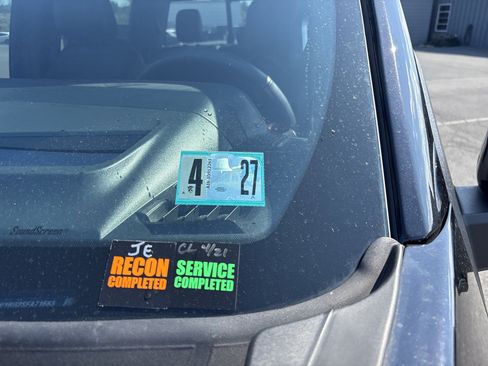 4 27
SoundScreen
JE CL 4/21
RECON SERVICE
COMPLETED COMPLETED